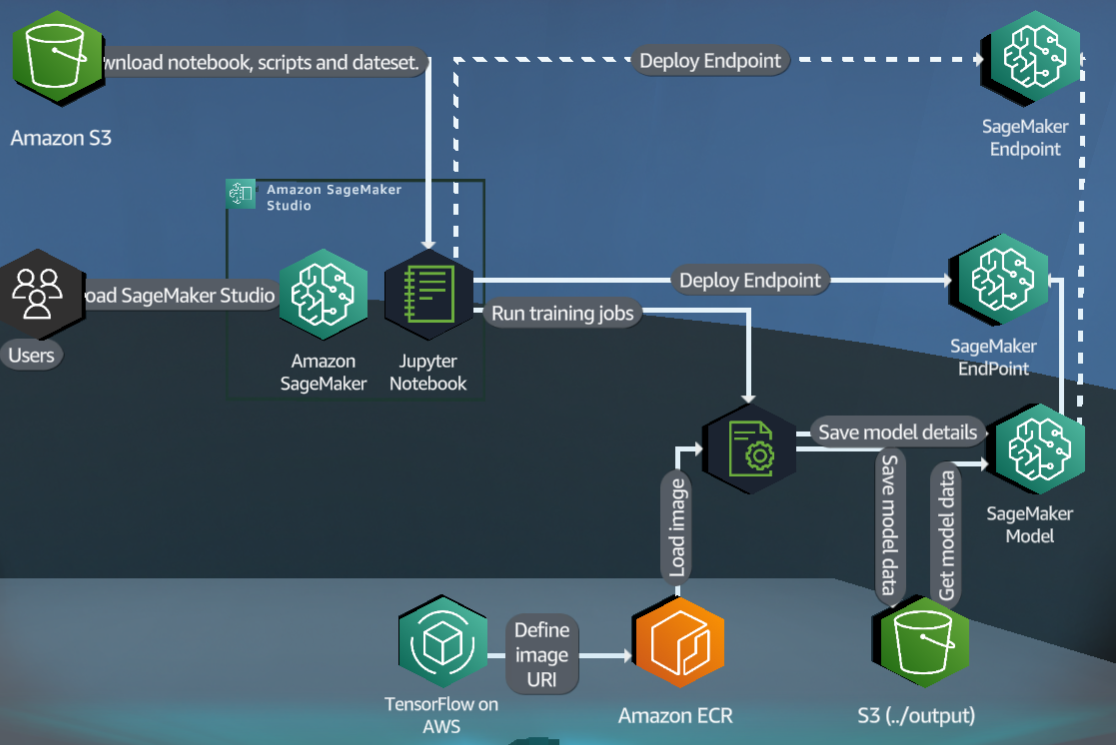 wnload notebook, scripts and dateset.
Deploy Endpoint
Amazon S3
SageMaker
Endpoint
Amazon SageMaker
Studio
oad SageMaker Studio
Deploy Endpoint
Run training jobs
Users
Amazon
SageMaker
Jupyter
Notebook
SageMaker
EndPoint
Save model details
Save model data
Get model data
Load image
SageMaker
Model
Define
image
URI
TensorFlow on
AWS
Amazon ECR
S3 (../output)